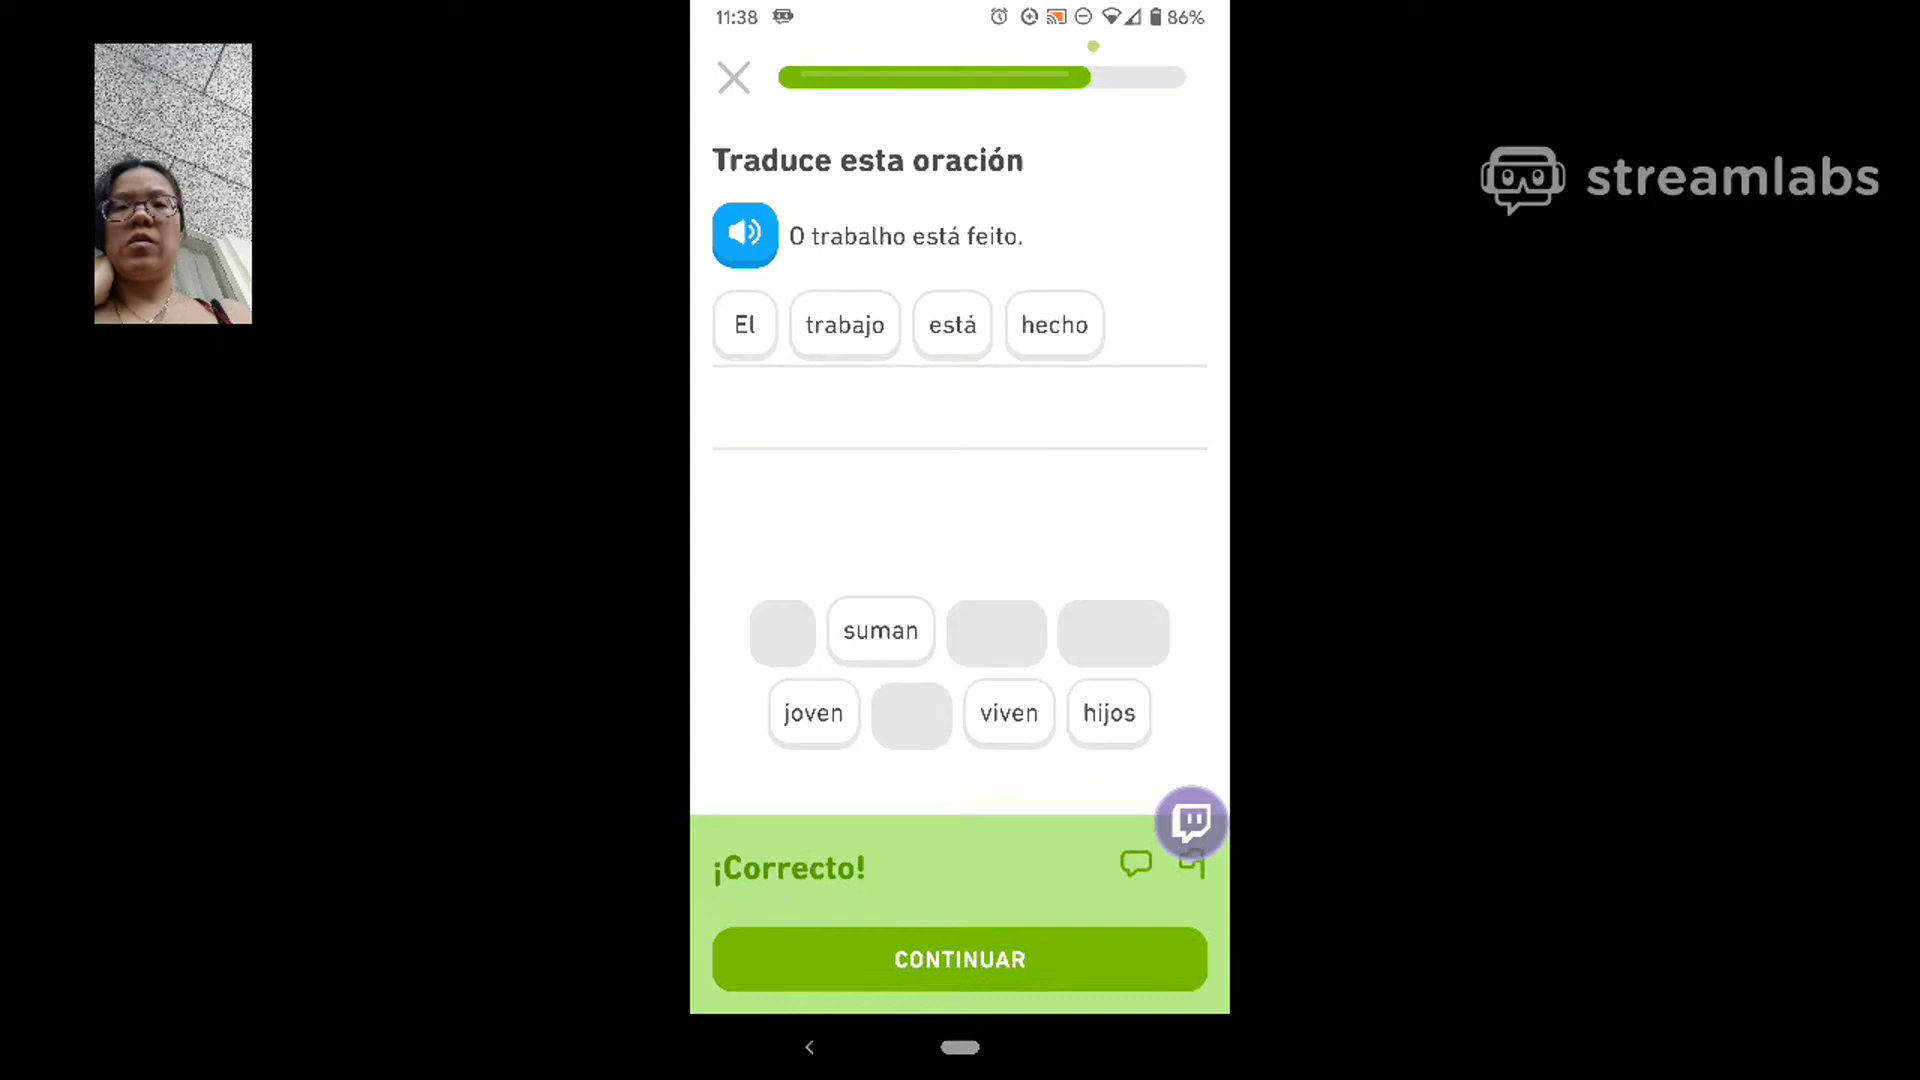 11:38
86%
Traduce esta oración
O trabalho está feito.
El trabajo está hecho
suman
joven viven hijos
¡Correcto!
CONTINUAR
streamlabs